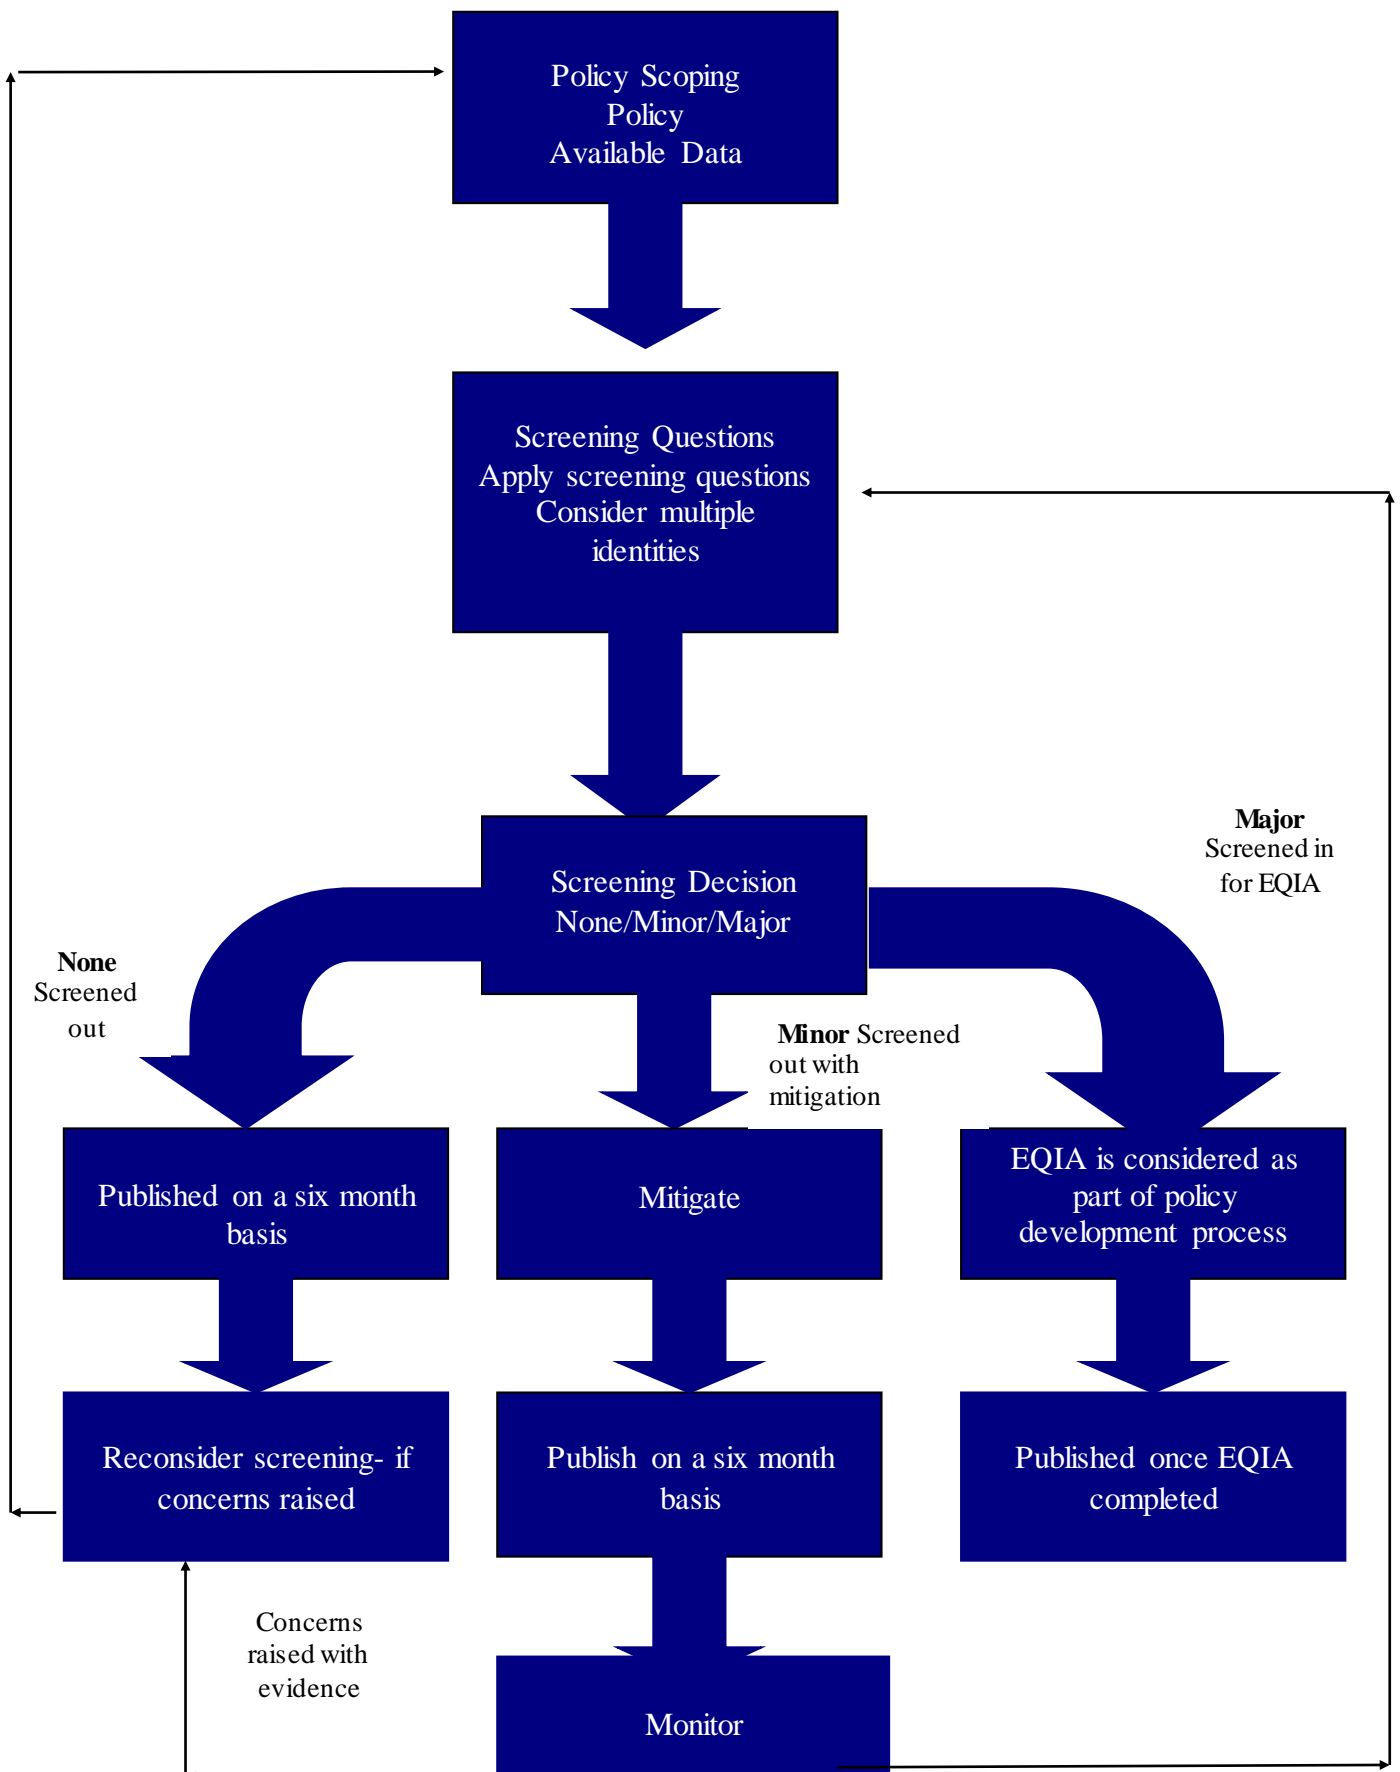 Policy Scoping
Policy
Available Data
Screening Questions
Apply screening questions
Consider multiple
identities
Screening Decision
None/Minor/Major
Major
Screened in
for EQIA
None
Screened
out
Minor Screened
out with
mitigation
Published on a six month
basis
Mitigate
EQIA is considered as
part of policy
development process
Reconsider screening- if
concerns raised
Publish on a six month
basis
Published once EQIA
completed
Concerns
raised with
evidence
Monitor